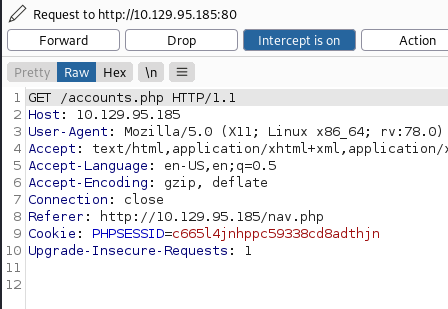 Request to http://10.129.95.185:80
Forward Drop Intercept is on Action
Pretty Raw Hex \n
1 GET /accounts.php HTTP/1.1
2 Host: 10.129.95.185
3 User-Agent: Mozilla/5.0 (X11; Linux x86_64; rv:78.0)
4 Accept: text/html,application/xhtml+xml,application/x
5 Accept-Language: en-US,en;q=0.5
6 Accept-Encoding: gzip, deflate
7 Connection: close
8 Referer: http://10.129.95.185/nav.php
9 Cookie: PHPSESSID=c665l4jnhppc59338cd8adthjn
10 Upgrade-Insecure-Requests: 1
11
12